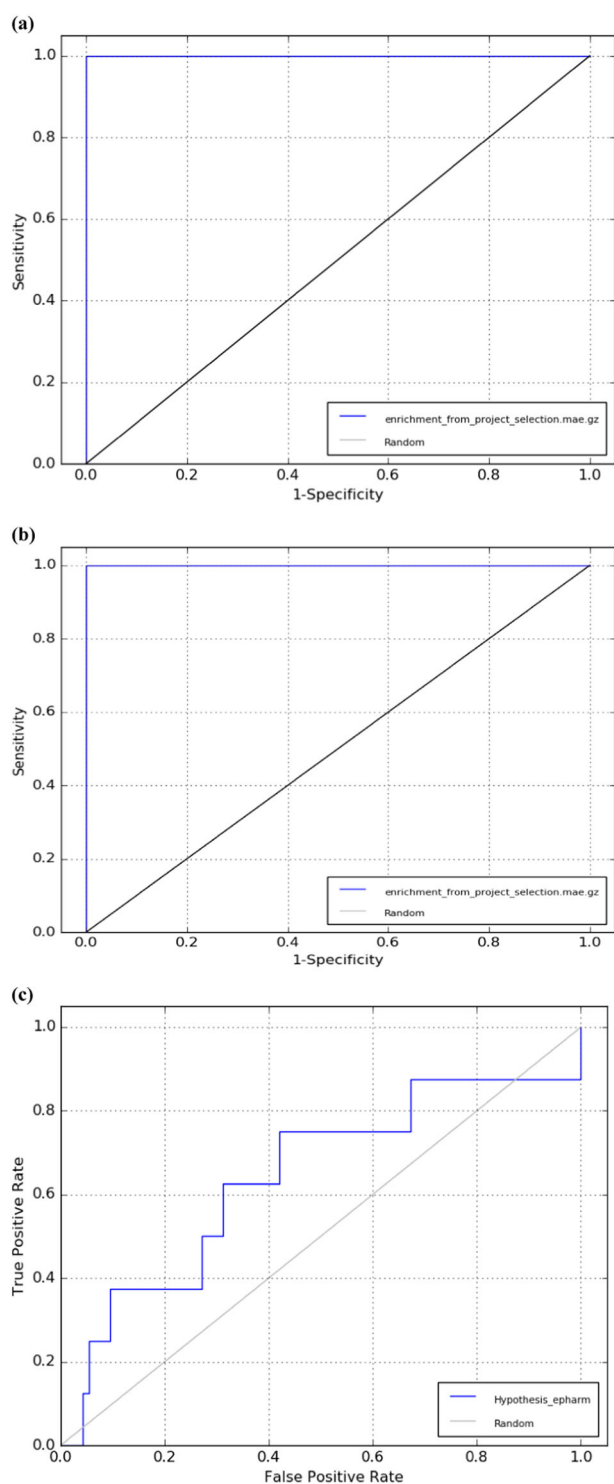 (a)
1.0
0.8
0.6
0.4
0.2
0.0
Sensitivity
enrichment_from_project_selection.mae.gz
Random
0.0 0.2 0.4 0.6 0.8 1.0
1-Specificity
(b)
1.0
0.8
0.6
0.4
0.2
0.0
Sensitivity
enrichment_from_project_selection.mae.gz
Random
0.0 0.2 0.4 0.6 0.8 1.0
1-Specificity
(c)
1.0
0.8
0.6
0.4
0.2
0.0
True Positive Rate
Hypothesis_epharm
Random
0.0 0.2 0.4 0.6 0.8 1.0
False Positive Rate